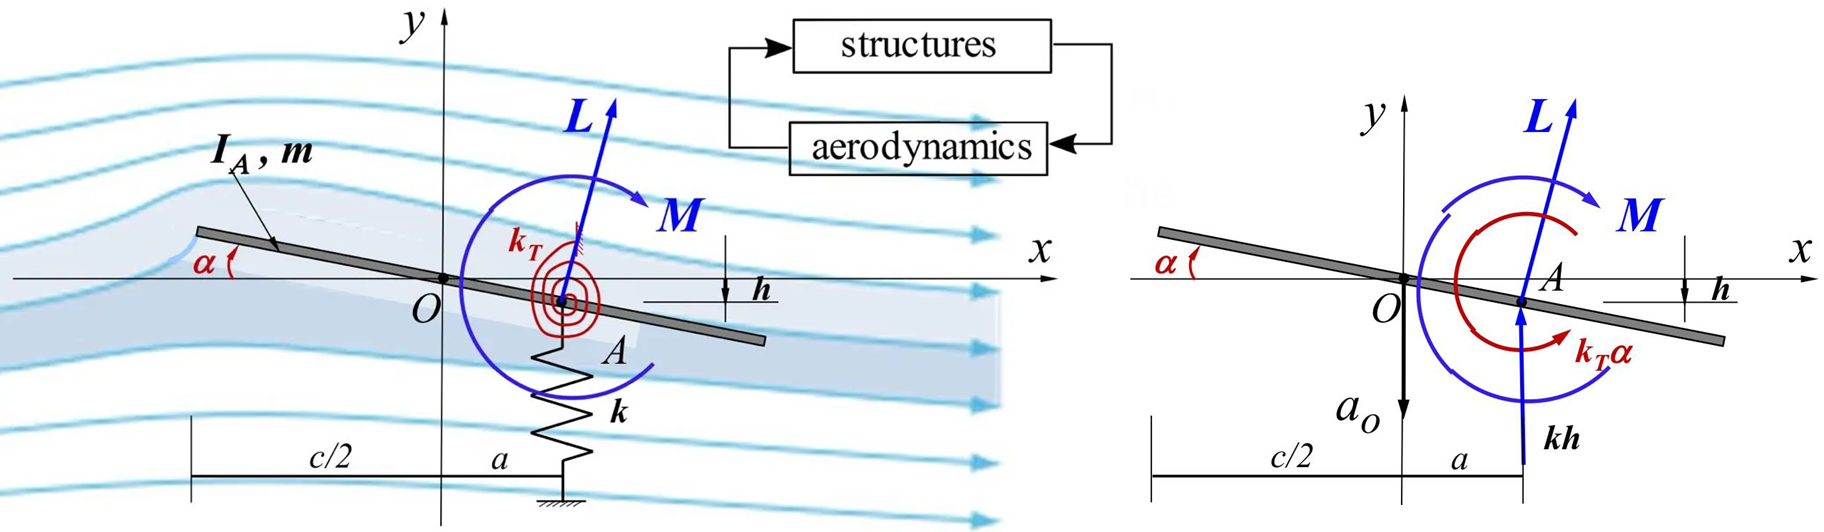 y
structures
L
aerodynamics
I_A, m
M
k_T
x
α
h
O
A
k
c/2
a
y
L
M
x
α
A
h
O
k_Tα
a_O
kh
c/2
a